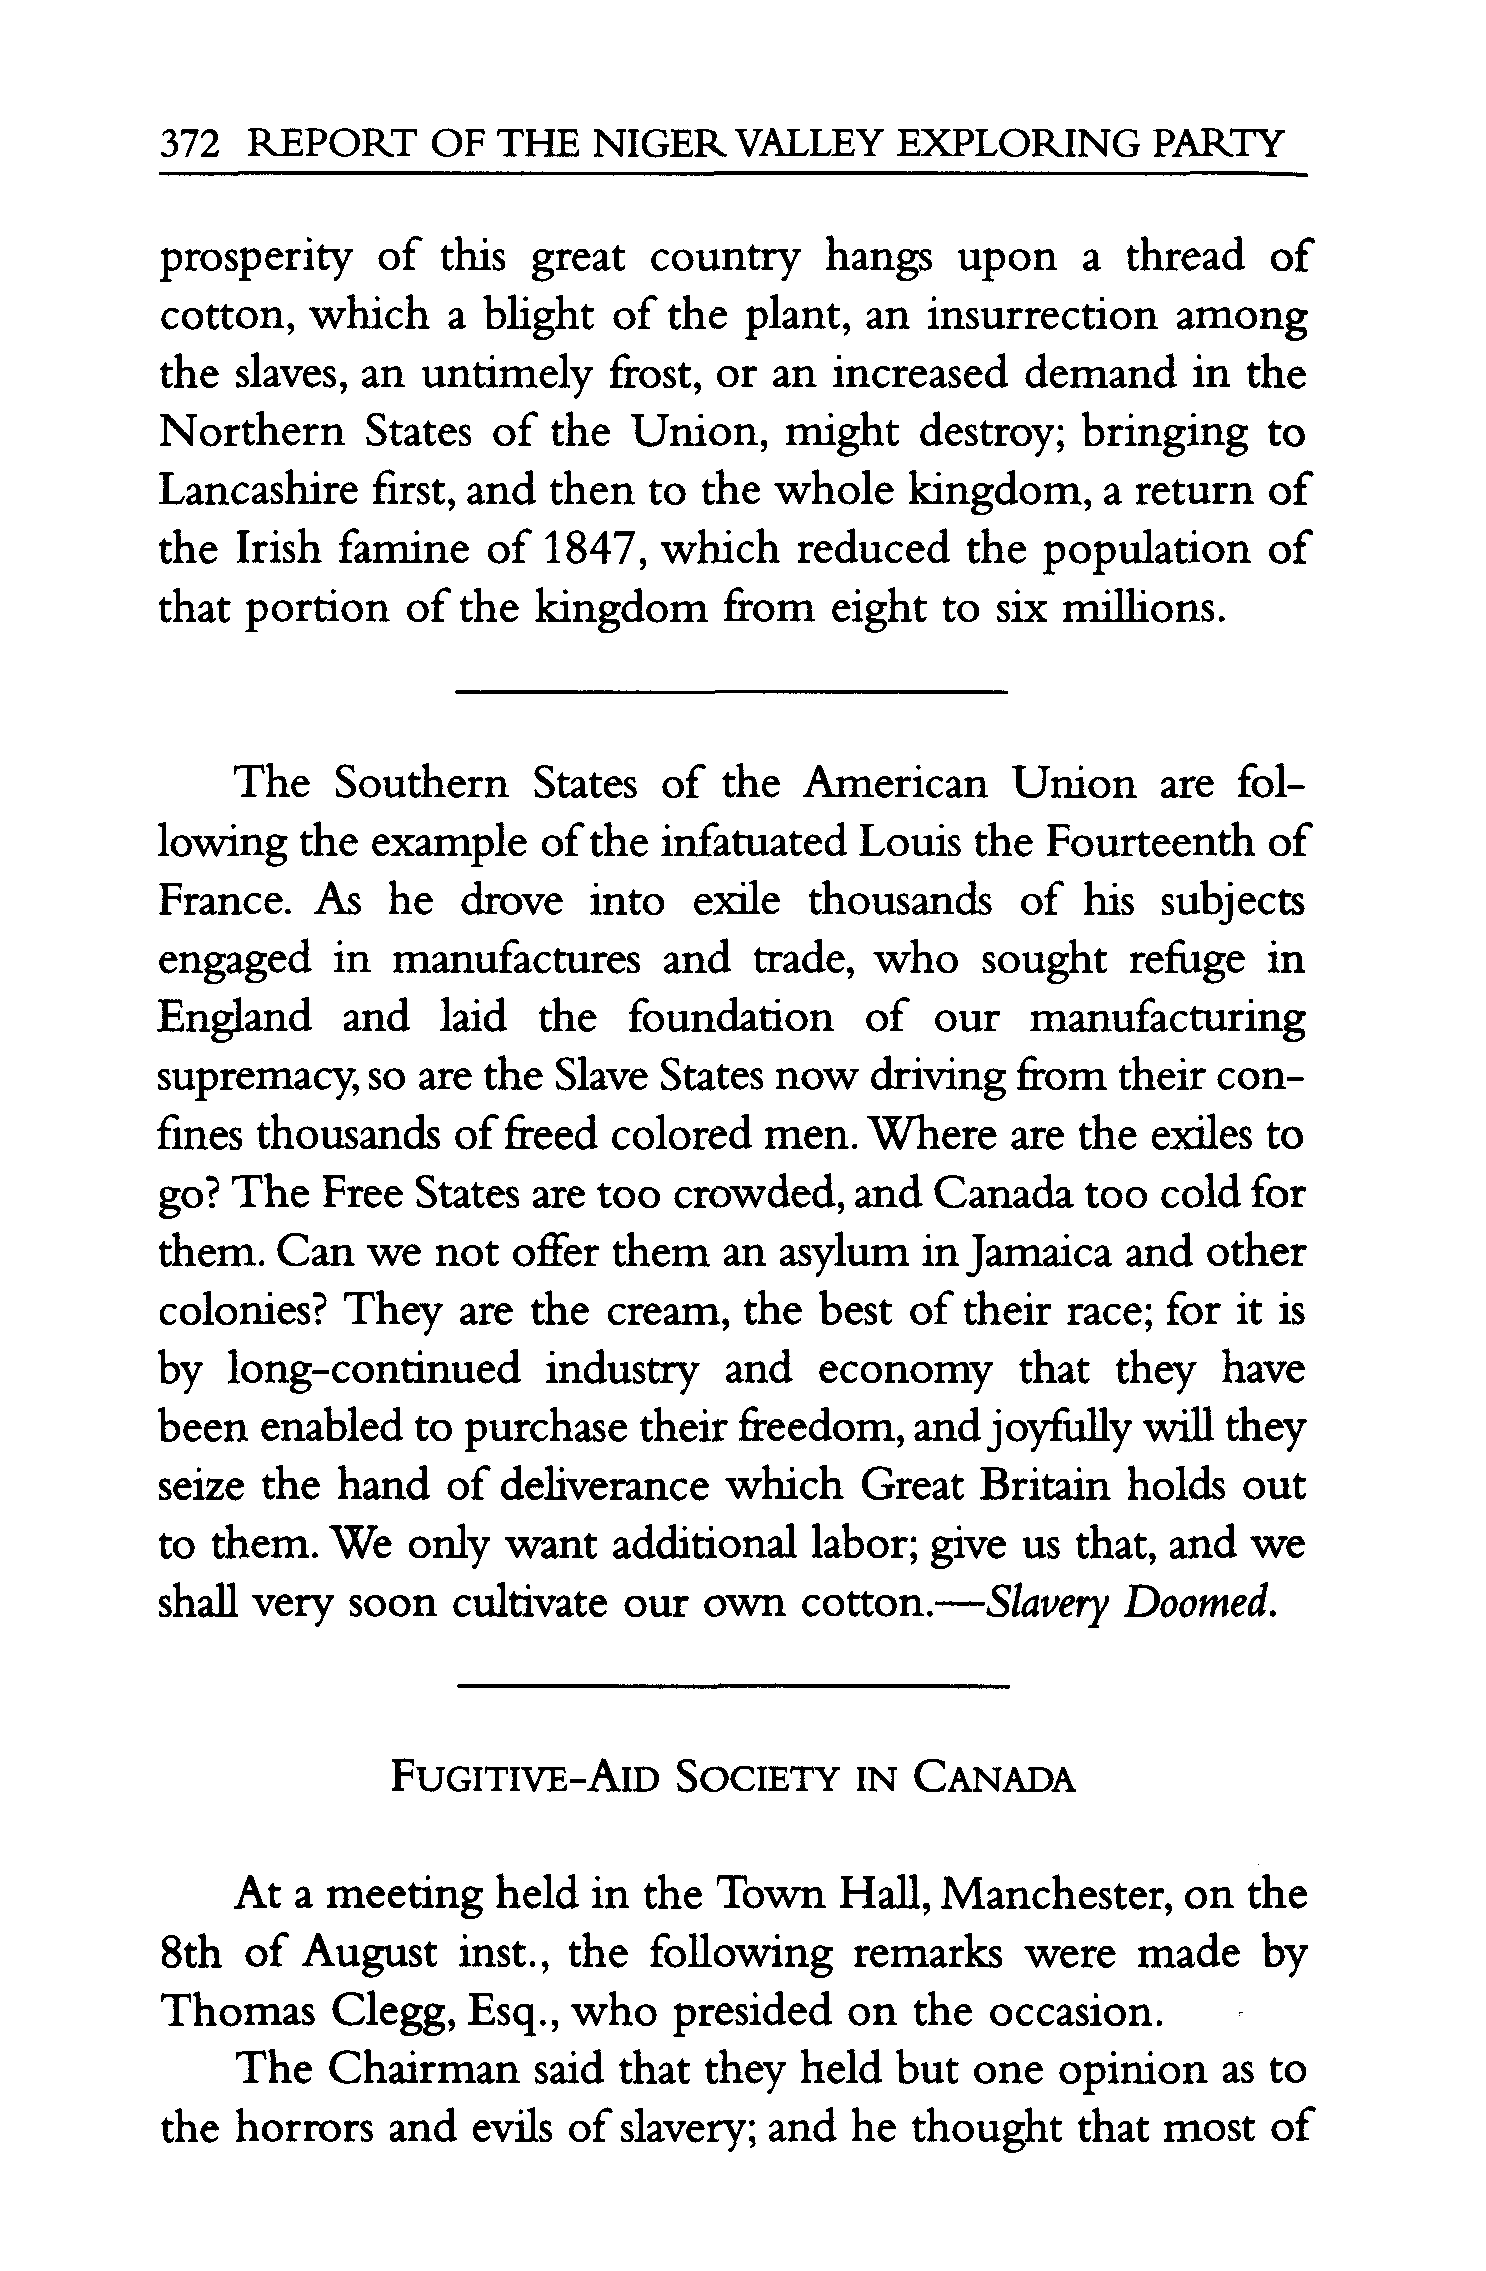 372 REPORT OF THE NIGER VALLEY EXPLORING PARTY
prosperity of this great country hangs upon a thread of
cotton, which a blight of the plant, an insurrection among
the slaves, an untimely frost, or an increased demand in the
Northern States of the Union, might destroy; bringing to
Lancashire first, and then to the whole kingdom, a return of
the Irish famine of 1847, which reduced the population of
that portion of the kingdom from eight to six millions.
The Southern States of the American Union are fol-
lowing the example of the infatuated Louis the Fourteenth of
France. As he drove into exile thousands of his subjects
engaged in manufactures and trade, who sought refuge in
England and laid the foundation of our manufacturing
supremacy, so are the Slave States now driving from their con-
fines thousands of freed colored men. Where are the exiles to
go? The Free States are too crowded, and Canada too cold for
them. Can we not offer them an asylum in Jamaica and other
colonies? They are the cream, the best of their race; for it is
by long-continued industry and economy that they have
been enabled to purchase their freedom, and joyfully will they
seize the hand of deliverance which Great Britain holds out
to them. We only want additional labor; give us that, and we
shall very soon cultivate our own cotton.—Slavery Doomed.
FUGITIVE-AID SOCIETY IN CANADA
At a meeting held in the Town Hall, Manchester, on the
8th of August inst., the following remarks were made by
Thomas Clegg, Esq., who presided on the occasion.
The Chairman said that they held but one opinion as to
the horrors and evils of slavery; and he thought that most of